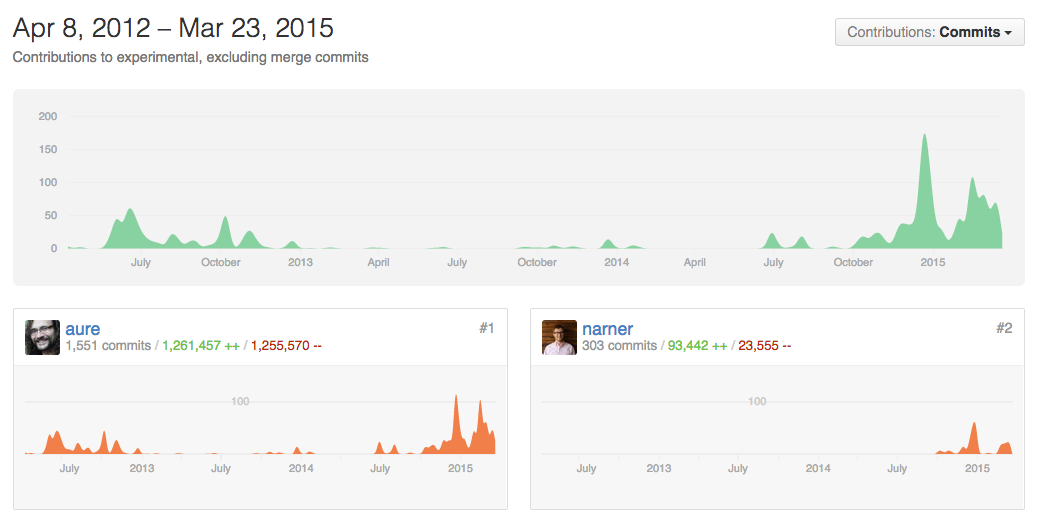 Apr 8, 2012 – Mar 23, 2015
Contributions: Commits
Contributions to experimental, excluding merge commits
200
150
100
50
0
July October 2013 April July October 2014 April July October 2015
aure #1
1,551 commits / 1,261,457 ++ / 1,255,570 --
100
July 2013 July 2014 July 2015
narner #2
303 commits / 93,442 ++ / 23,555 --
100
July 2013 July 2014 July 2015